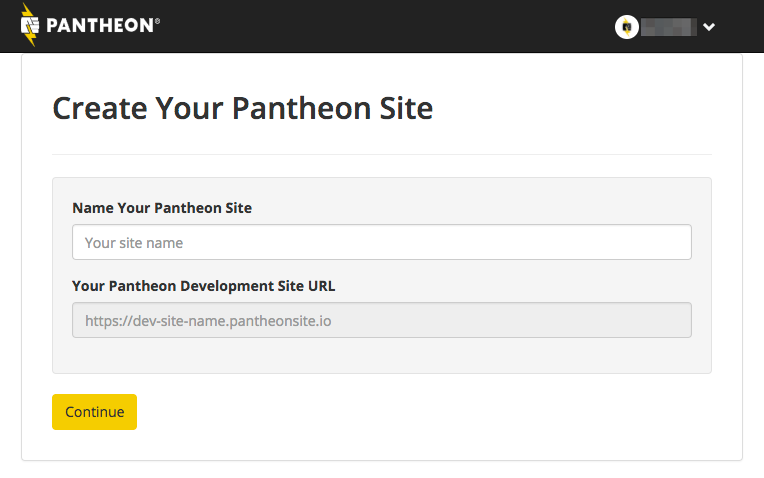 PANTHEON®
Create Your Pantheon Site
Name Your Pantheon Site
Your site name
Your Pantheon Development Site URL
https://dev-site-name.pantheonsite.io
Continue